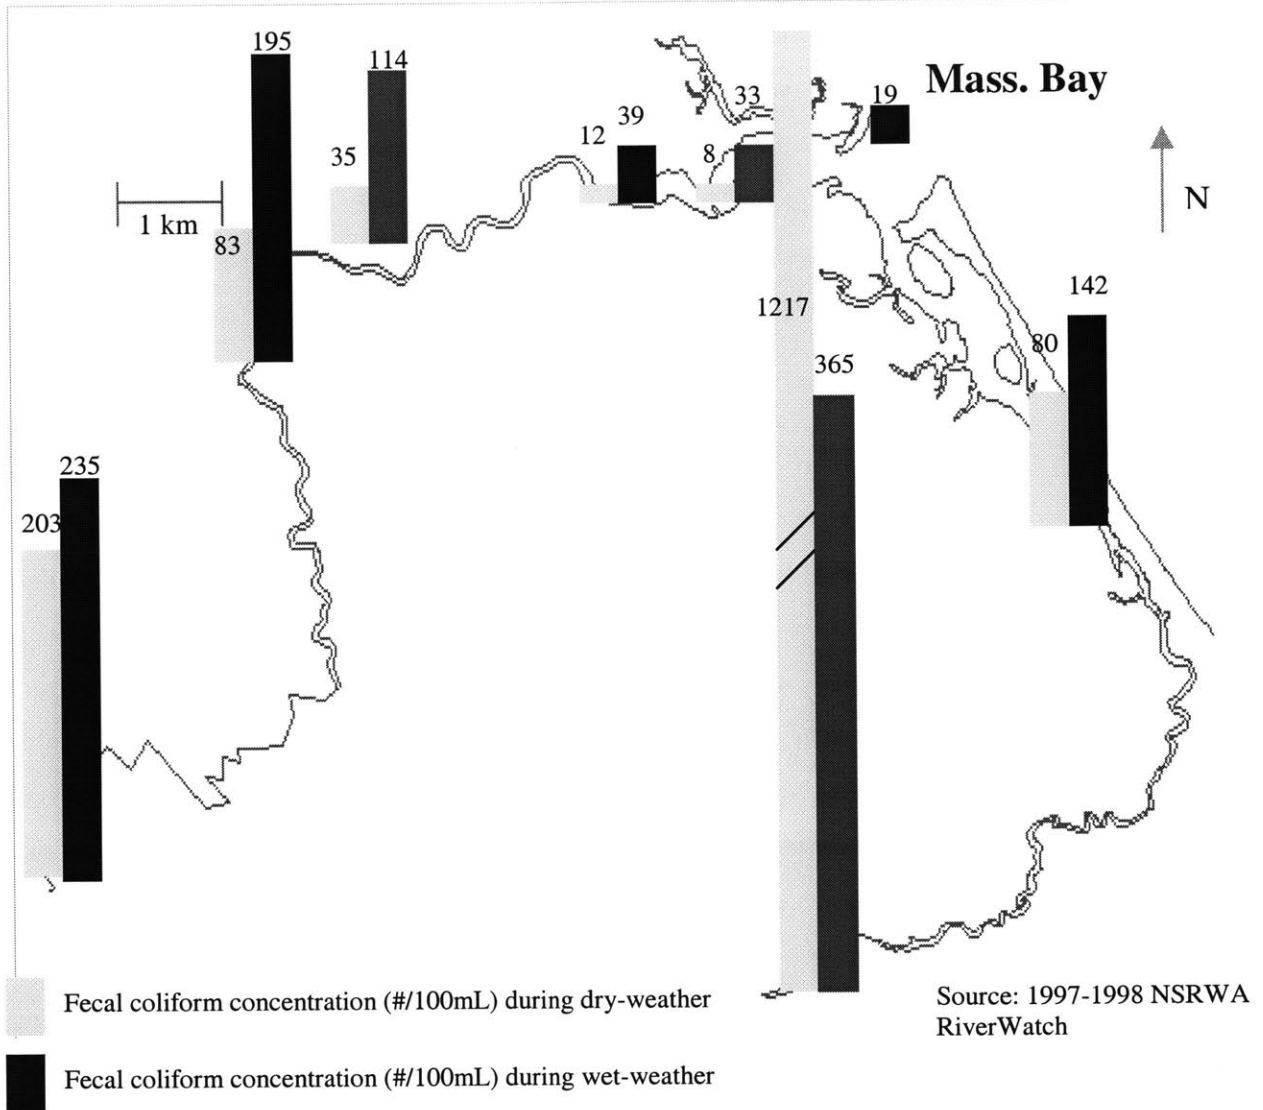 195
114
Mass. Bay
33
19
39
12
35
8
N
1 km
83
142
1217
80
365
235
203
Fecal coliform concentration (#/100mL) during dry-weather
Source: 1997-1998 NSRWA
RiverWatch
Fecal coliform concentration (#/100mL) during wet-weather